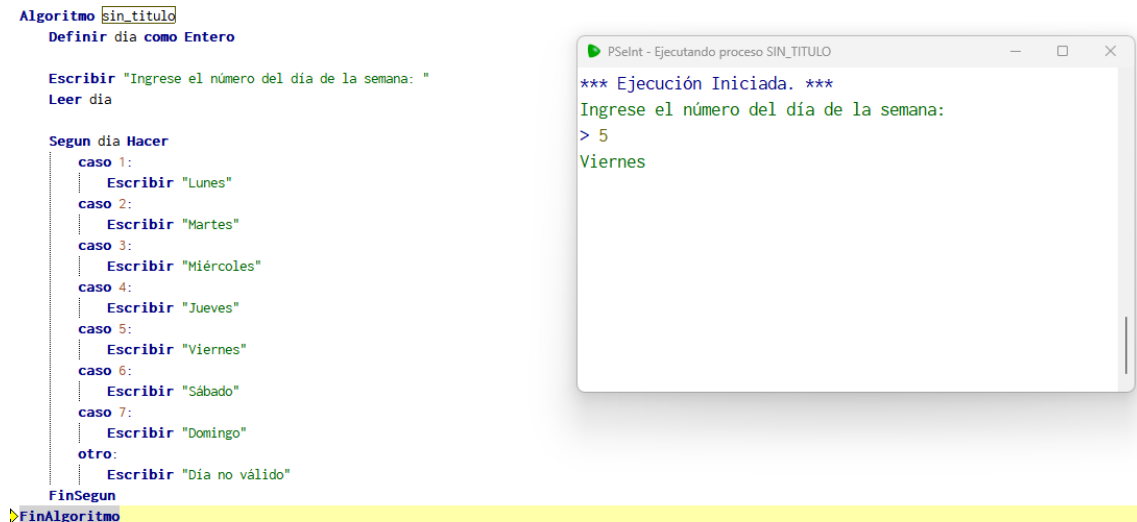 Algoritmo sin_titulo
Definir dia como Entero
Escribir "Ingrese el número del día de la semana: "
Leer dia
Segun dia Hacer
caso 1:
Escribir "Lunes"
caso 2:
Escribir "Martes"
caso 3:
Escribir "Miércoles"
caso 4:
Escribir "Jueves"
caso 5:
Escribir "Viernes"
caso 6:
Escribir "Sábado"
caso 7:
Escribir "Domingo"
otro:
Escribir "Día no válido"
FinSegun
FinAlgoritmo
PSeInt - Ejecutando proceso SIN_TITULO
*** Ejecución Iniciada. ***
Ingrese el número del día de la semana:
> 5
Viernes